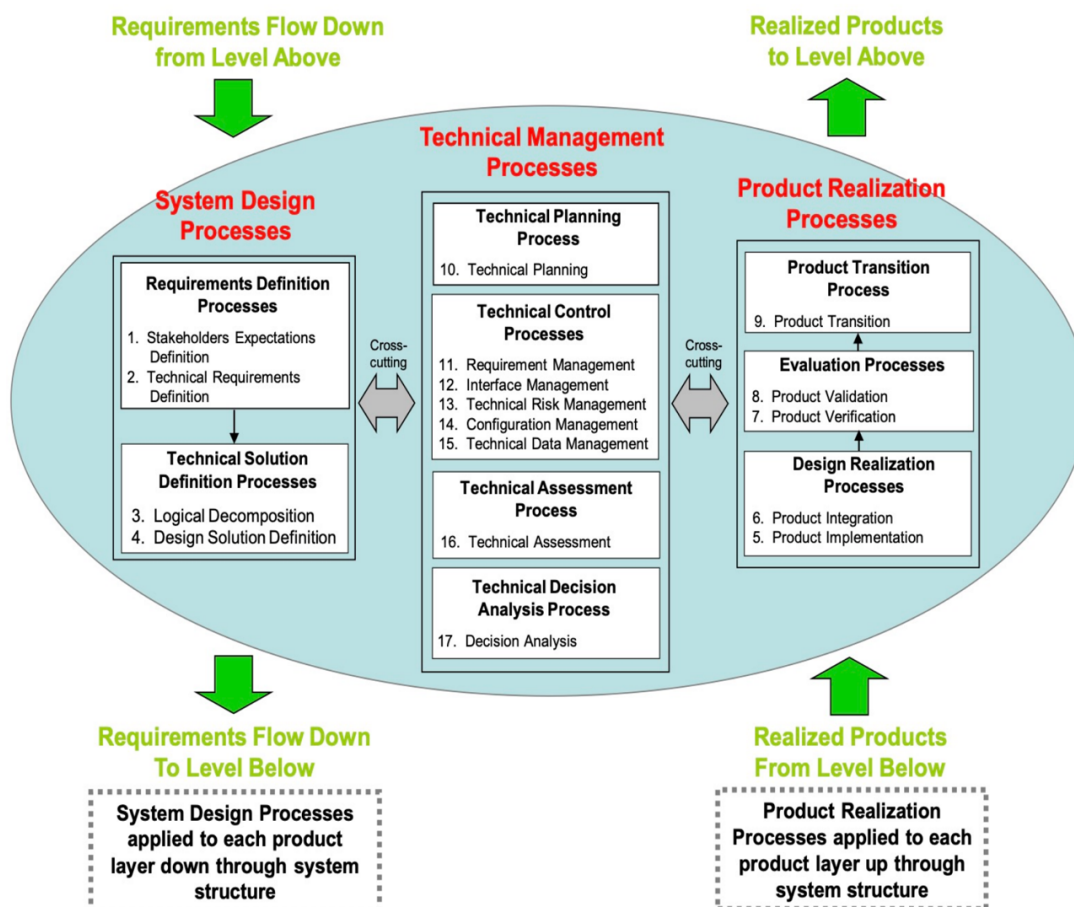 Requirements Flow Down
from Level Above
Realized Products
to Level Above
Technical Management
Processes
System Design
Processes
Product Realization
Processes
Requirements Definition
Processes
1. Stakeholders Expectations
Definition
2. Technical Requirements
Definition
Technical Solution
Definition Processes
3. Logical Decomposition
4. Design Solution Definition
Cross-
cutting
Technical Planning
Process
10. Technical Planning
Technical Control
Processes
11. Requirement Management
12. Interface Management
13. Technical Risk Management
14. Configuration Management
15. Technical Data Management
Technical Assessment
Process
16. Technical Assessment
Technical Decision
Analysis Process
17. Decision Analysis
Cross-
cutting
Product Transition
Process
9. Product Transition
Evaluation Processes
8. Product Validation
7. Product Verification
Design Realization
Processes
6. Product Integration
5. Product Implementation
Requirements Flow Down
To Level Below
System Design Processes
applied to each product
layer down through system
structure
Realized Products
From Level Below
Product Realization
Processes applied to each
product layer up through
system structure